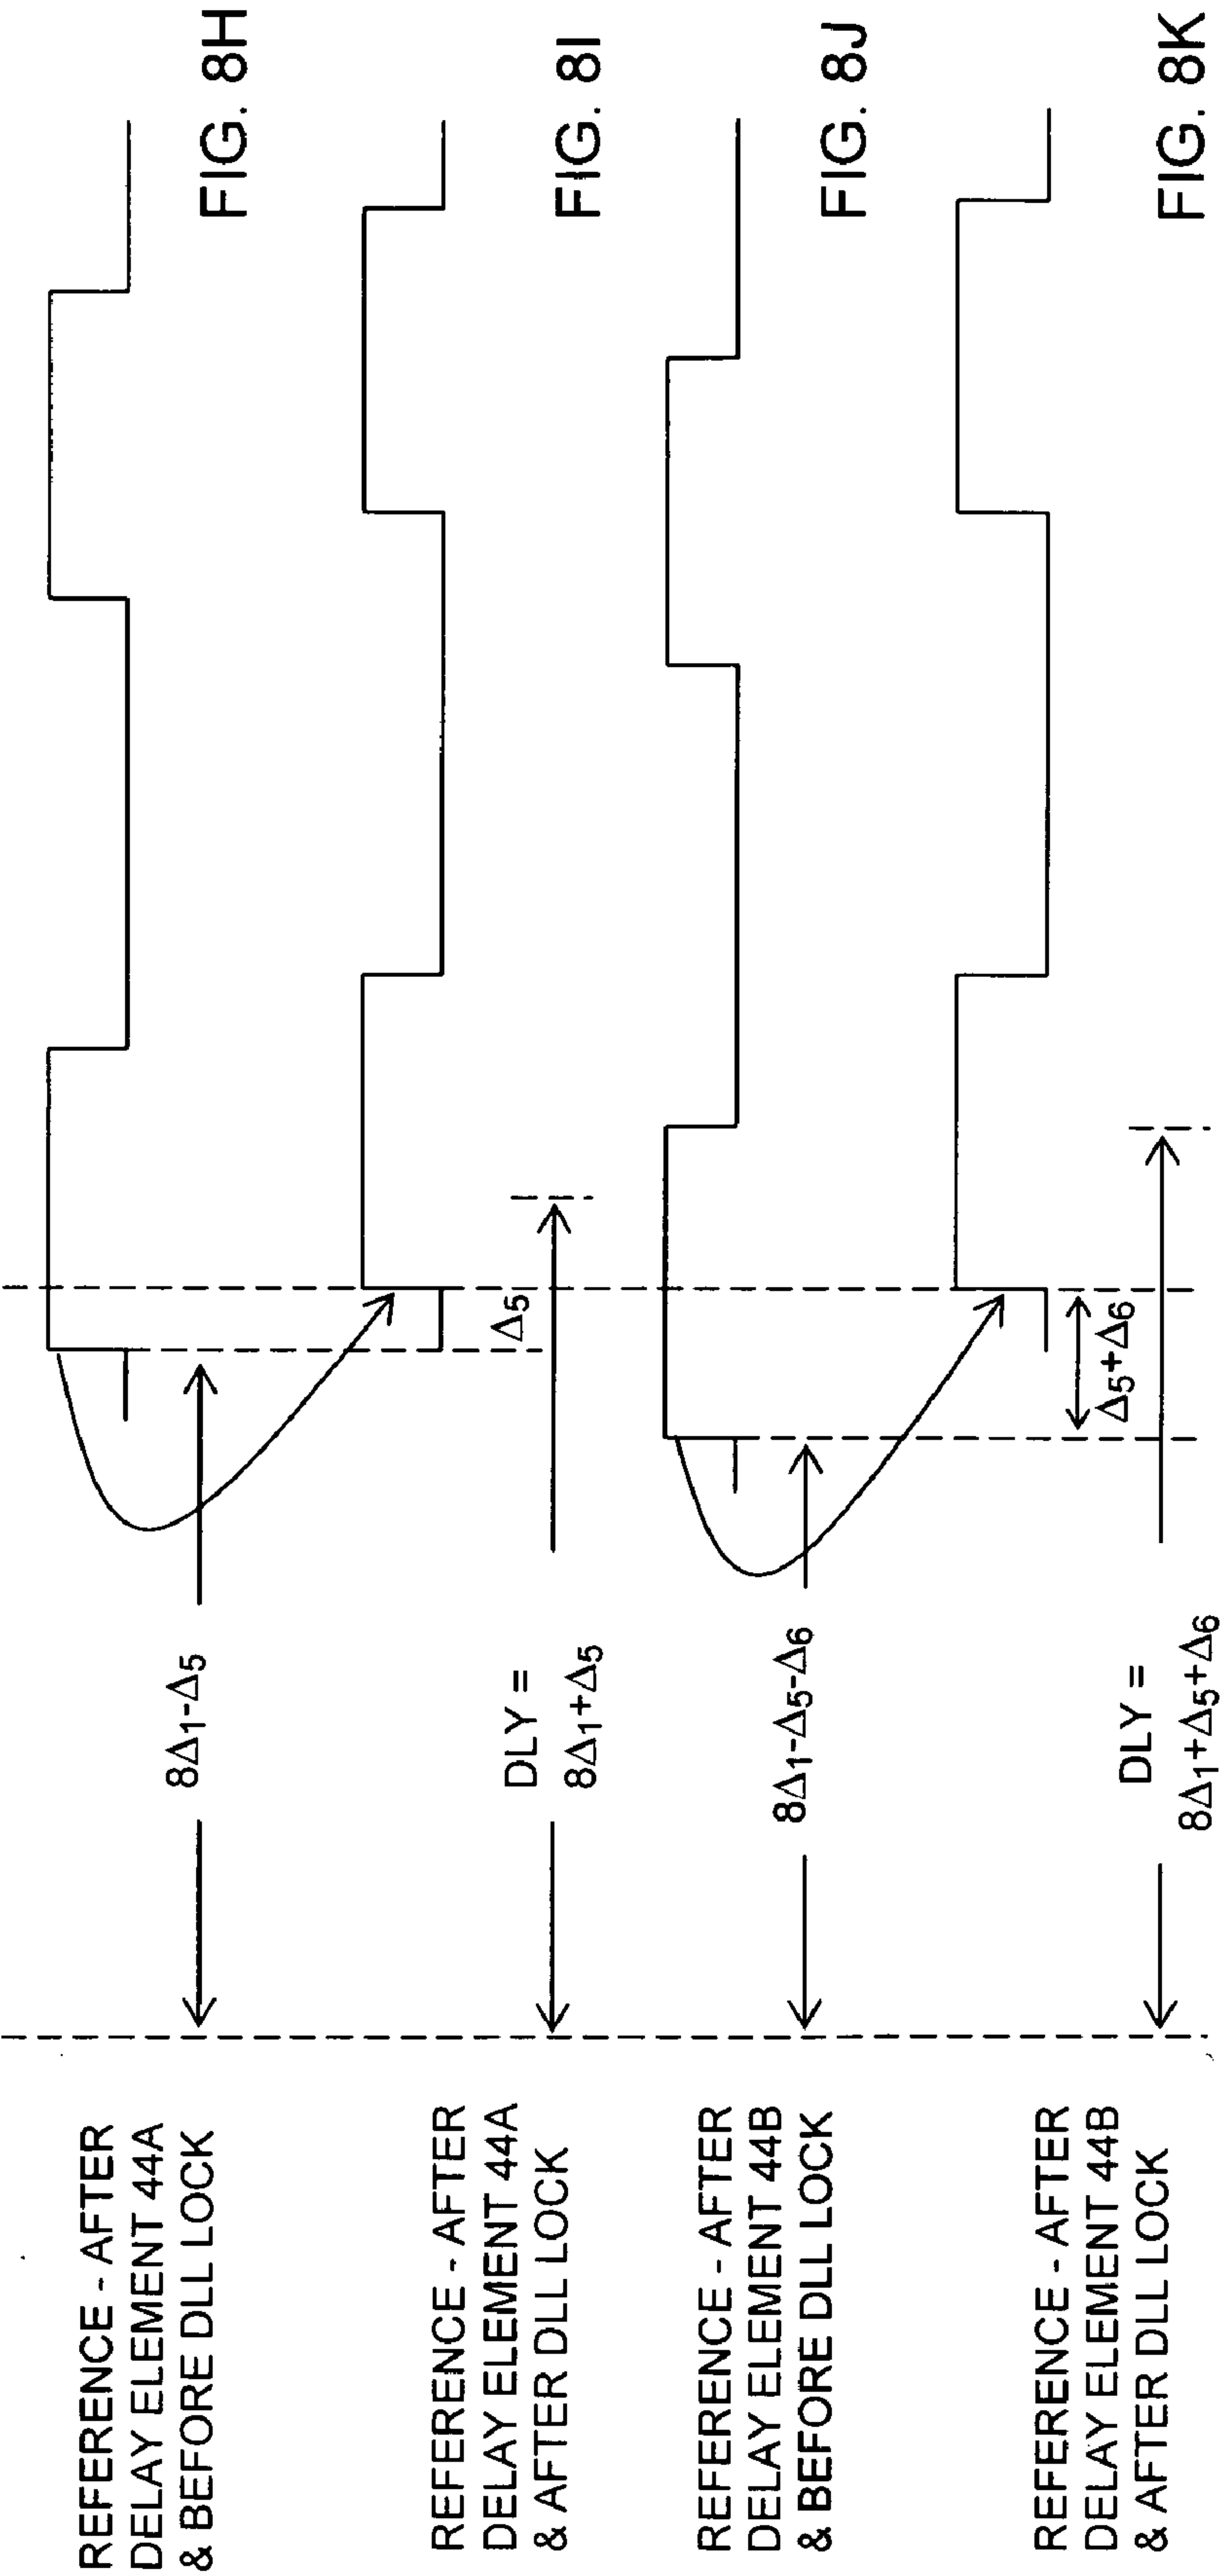 REFERENCE - AFTER
DELAY ELEMENT 44A
& BEFORE DLL LOCK
8Δ₁-Δ₅
FIG. 8H
REFERENCE - AFTER
DELAY ELEMENT 44A
& AFTER DLL LOCK
DLY =
8Δ₁+Δ₅
Δ₅
FIG. 8I
REFERENCE - AFTER
DELAY ELEMENT 44B
& BEFORE DLL LOCK
8Δ₁-Δ₅-Δ₆
FIG. 8J
REFERENCE - AFTER
DELAY ELEMENT 44B
& AFTER DLL LOCK
DLY =
8Δ₁+Δ₅+Δ₆
Δ₅+Δ₆
FIG. 8K